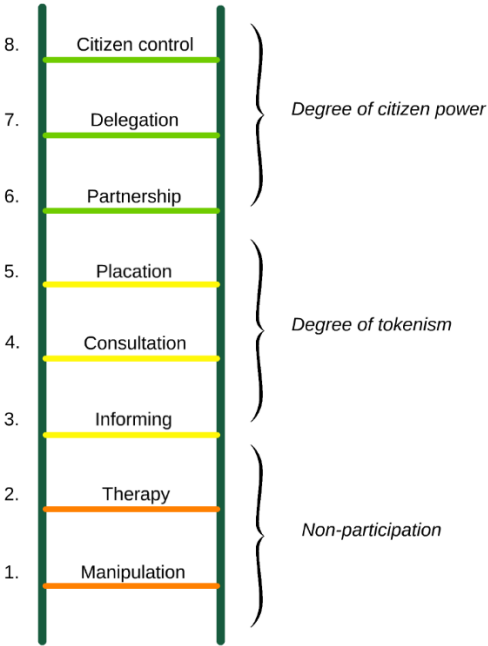 8. Citizen control
7. Delegation
Degree of citizen power
6. Partnership
5. Placation
4. Consultation
Degree of tokenism
3. Informing
2. Therapy
1. Manipulation
Non-participation